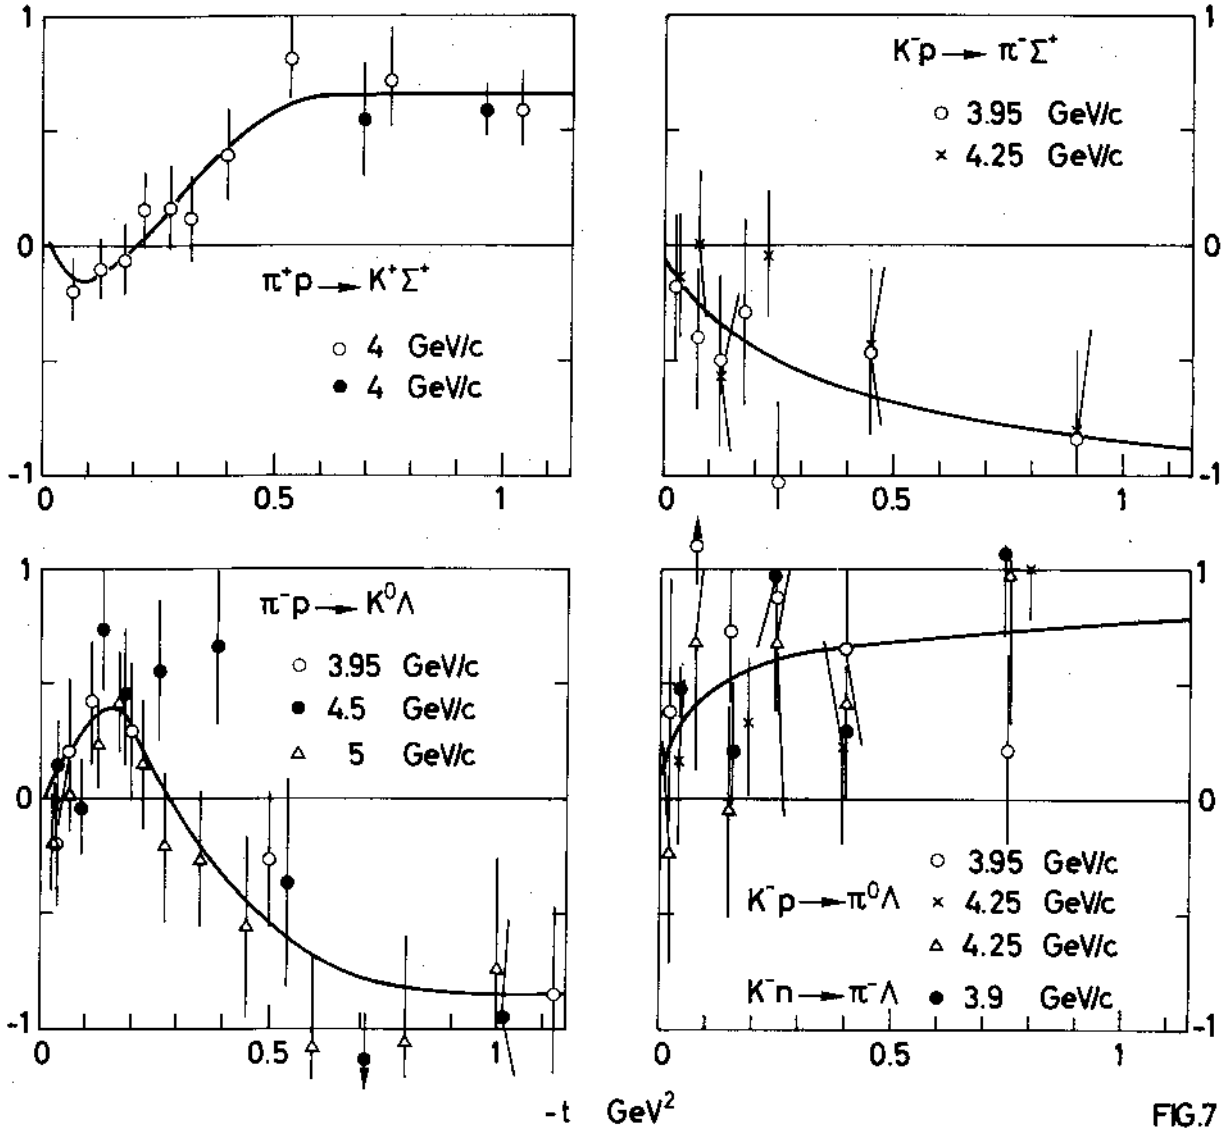 1
0
-1
π⁺p → K⁺Σ⁺
○ 4 GeV/c
● 4 GeV/c
0 0.5 1
K⁻p → π⁻Σ⁺
○ 3.95 GeV/c
× 4.25 GeV/c
1
0
-1
0 0.5 1
1
0
-1
π⁻p → K⁰Λ
○ 3.95 GeV/c
● 4.5 GeV/c
△ 5 GeV/c
0 0.5 1
1
0
-1
K⁻p → π⁰Λ
○ 3.95 GeV/c
× 4.25 GeV/c
△ 4.25 GeV/c
K⁻n → π⁻Λ ● 3.9 GeV/c
0 0.5 1
-t GeV²
FIG.7